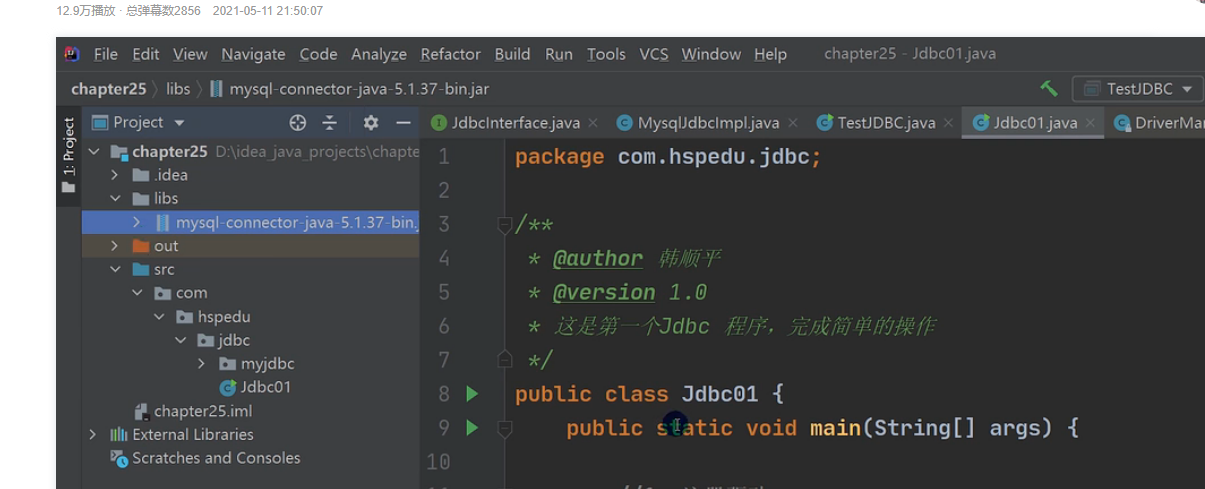 12.9万播放 · 总弹幕数2856 2021-05-11 21:50:07
File Edit View Navigate Code Analyze Refactor Build Run Tools VCS Window Help chapter25 - Jdbc01.java
chapter25 libs mysql-connector-java-5.1.37-bin.jar TestJDBC
1: Project
Project
JdbcInterface.java MysqlJdbcImpl.java TestJDBC.java Jdbc01.java DriverMa
chapter25 D:\idea_java_projects\chapte
.idea
libs
mysql-connector-java-5.1.37-bin.
out
src
com
hspedu
jdbc
myjdbc
Jdbc01
chapter25.iml
External Libraries
Scratches and Consoles
1 package com.hspedu.jdbc;
2
3 /**
4 * @author 韩顺平
5 * @version 1.0
6 * 这是第一个Jdbc 程序，完成简单的操作
7 */
8 public class Jdbc01 {
9 public static void main(String[] args) {
10